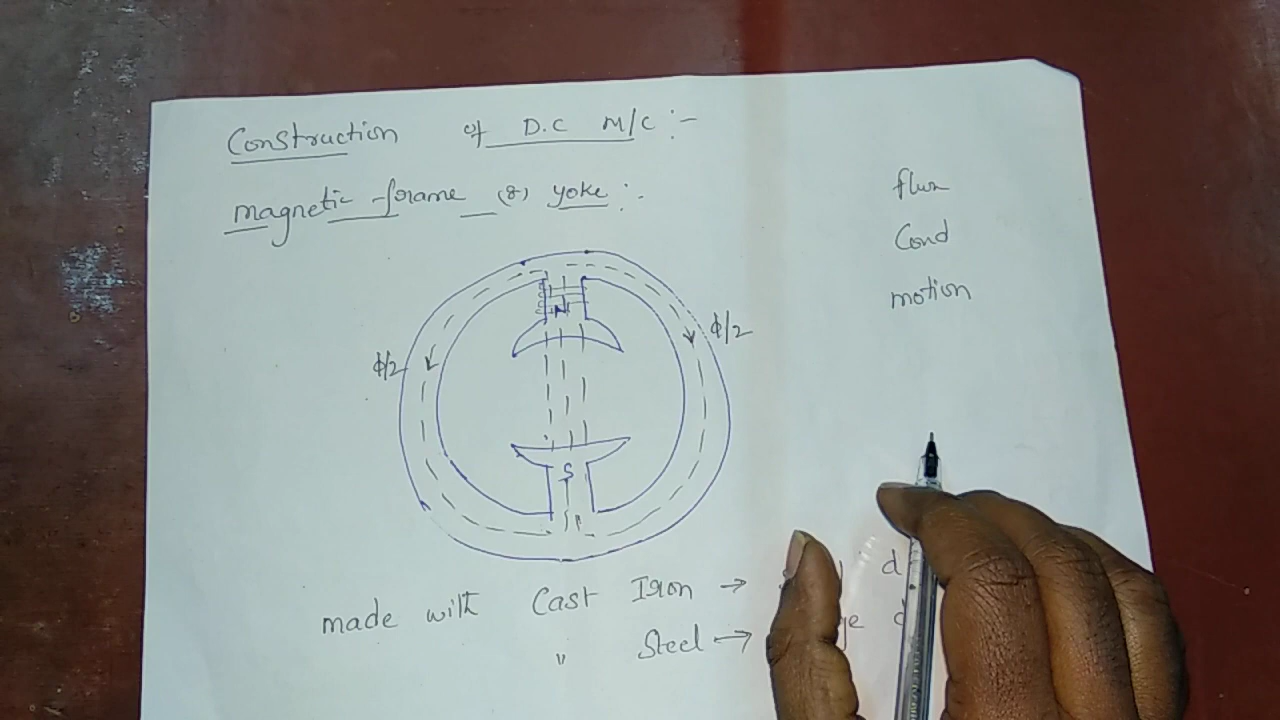 Construction of D.C M/C :-
magnetic frame (or) yoke :-
flux
Cond
motion
N
ϕ/2
ϕ/2
S
made with Cast Iron → d
" Steel →